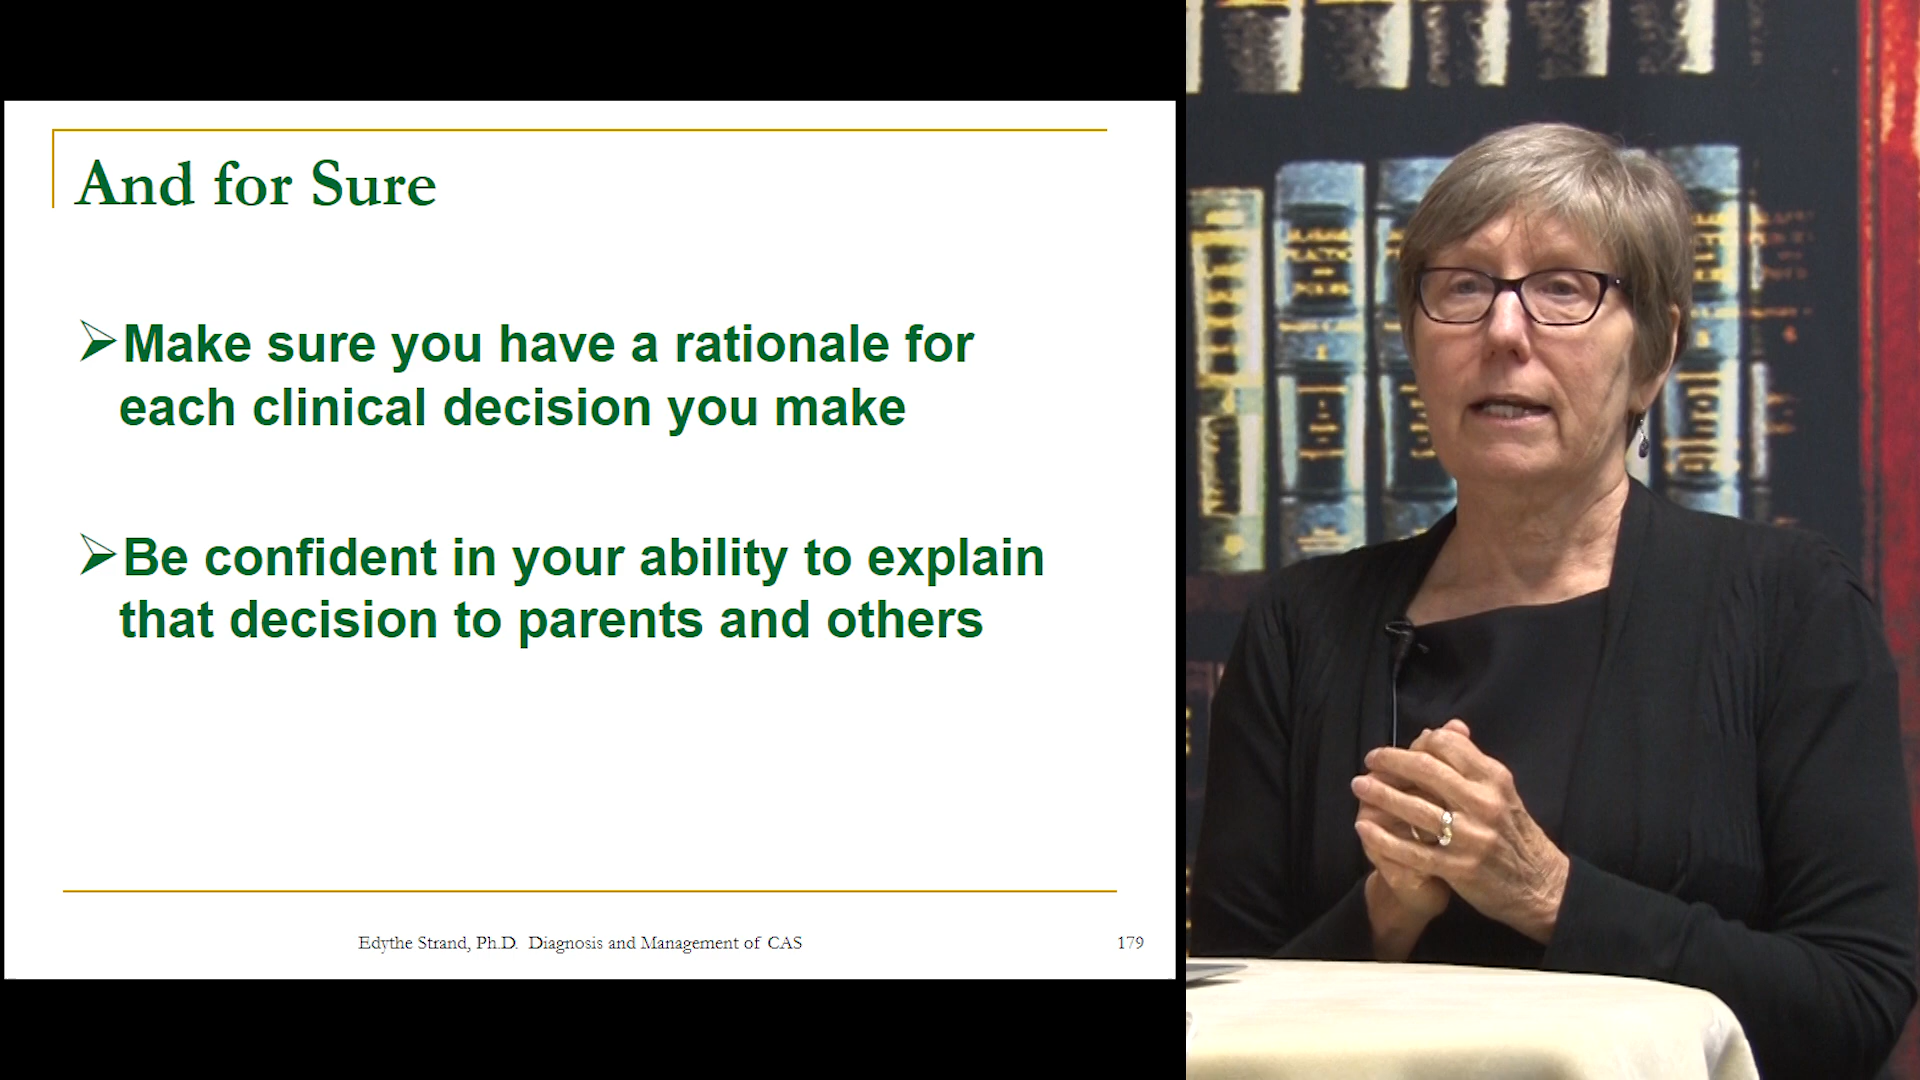 And for Sure
➢Make sure you have a rationale for
each clinical decision you make
➢Be confident in your ability to explain
that decision to parents and others
Edythe Strand, Ph.D. Diagnosis and Management of CAS
179